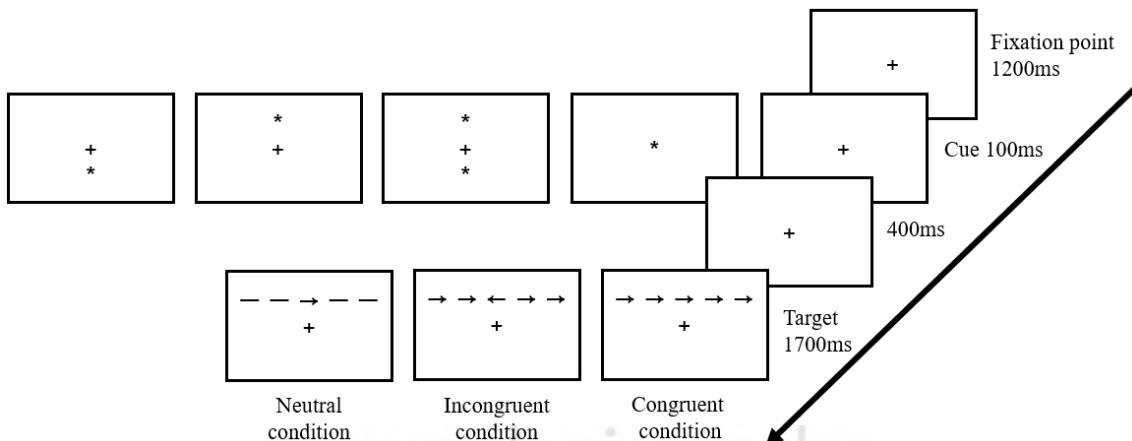 +
Fixation point
1200ms
+
*
*
+
*
+
*
*
+
Cue 100ms
+
400ms
— — → — —
+
→ → ← → →
+
→ → → → →
+
Target
1700ms
Neutral
condition
Incongruent
condition
Congruent
condition